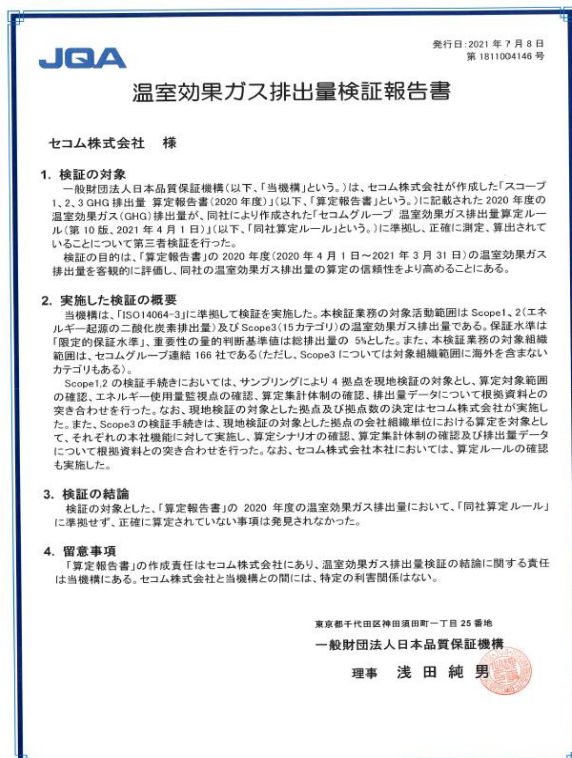 JQA
発行日:2021 年 7 月 8 日
第 1811004146 号
温室効果ガス排出量検証報告書
セコム株式会社 様
1. 検証の対象
一般財団法人日本品質保証機構(以下、「当機構」という。)は、セコム株式会社が作成した「スコープ
1、2、3 GHG 排出量 算定報告書(2020 年度)」(以下、「算定報告書」という。)に記載された 2020 年度の
温室効果ガス(GHG)排出量が、同社により作成された「セコムグループ 温室効果ガス排出量算定ルー
ル(第 10 版、2021 年 4 月 1 日)」(以下、「同社算定ルール」という。)に準拠し、正確に測定、算出されて
いることについて第三者検証を行った。
検証の目的は、「算定報告書」の 2020 年度(2020 年 4 月 1 日~2021 年 3 月 31 日)の温室効果ガス
排出量を客観的に評価し、同社の温室効果ガス排出量の算定の信頼性をより高めることにある。
2. 実施した検証の概要
当機構は、「ISO14064-3」に準拠して検証を実施した。本検証業務の対象活動範囲は Scope1、2(エネ
ルギー起源の二酸化炭素排出量)及び Scope3(15 カテゴリ)の温室効果ガス排出量である。保証水準は
「限定的保証水準」、重要性の量的判断基準値は総排出量の 5%とした。また、本検証業務の対象組織
範囲は、セコムグループ連結 166 社である(ただし、Scope3 については対象組織範囲に海外を含まない
カテゴリもある)。
Scope1,2 の検証手続きにおいては、サンプリングにより 4 拠点を現地検証の対象とし、算定対象範囲
の確認、エネルギー使用量監視点の確認、算定集計体制の確認、排出量データについて根拠資料との
突き合わせを行った。なお、現地検証の対象とした拠点及び拠点数の決定はセコム株式会社が実施し
た。また、Scope3 の検証手続きは、現地検証の対象とした拠点の会社組織単位における算定を対象とし
て、それぞれの本社機能に対して実施し、算定シナリオの確認、算定集計体制の確認及び排出量データ
について根拠資料との突き合わせを行った。なお、セコム株式会社本社においては、算定ルールの確認
も実施した。
3. 検証の結論
検証の対象とした、「算定報告書」の 2020 年度の温室効果ガス排出量において、「同社算定ルール」
に準拠せず、正確に算定されていない事項は発見されなかった。
4. 留意事項
「算定報告書」の作成責任はセコム株式会社にあり、温室効果ガス排出量検証の結論に関する責任
は当機構にある。セコム株式会社と当機構との間には、特定の利害関係はない。
東京都千代田区神田須田町一丁目 25 番地
一般財団法人日本品質保証機構
理事 浅 田 純 男